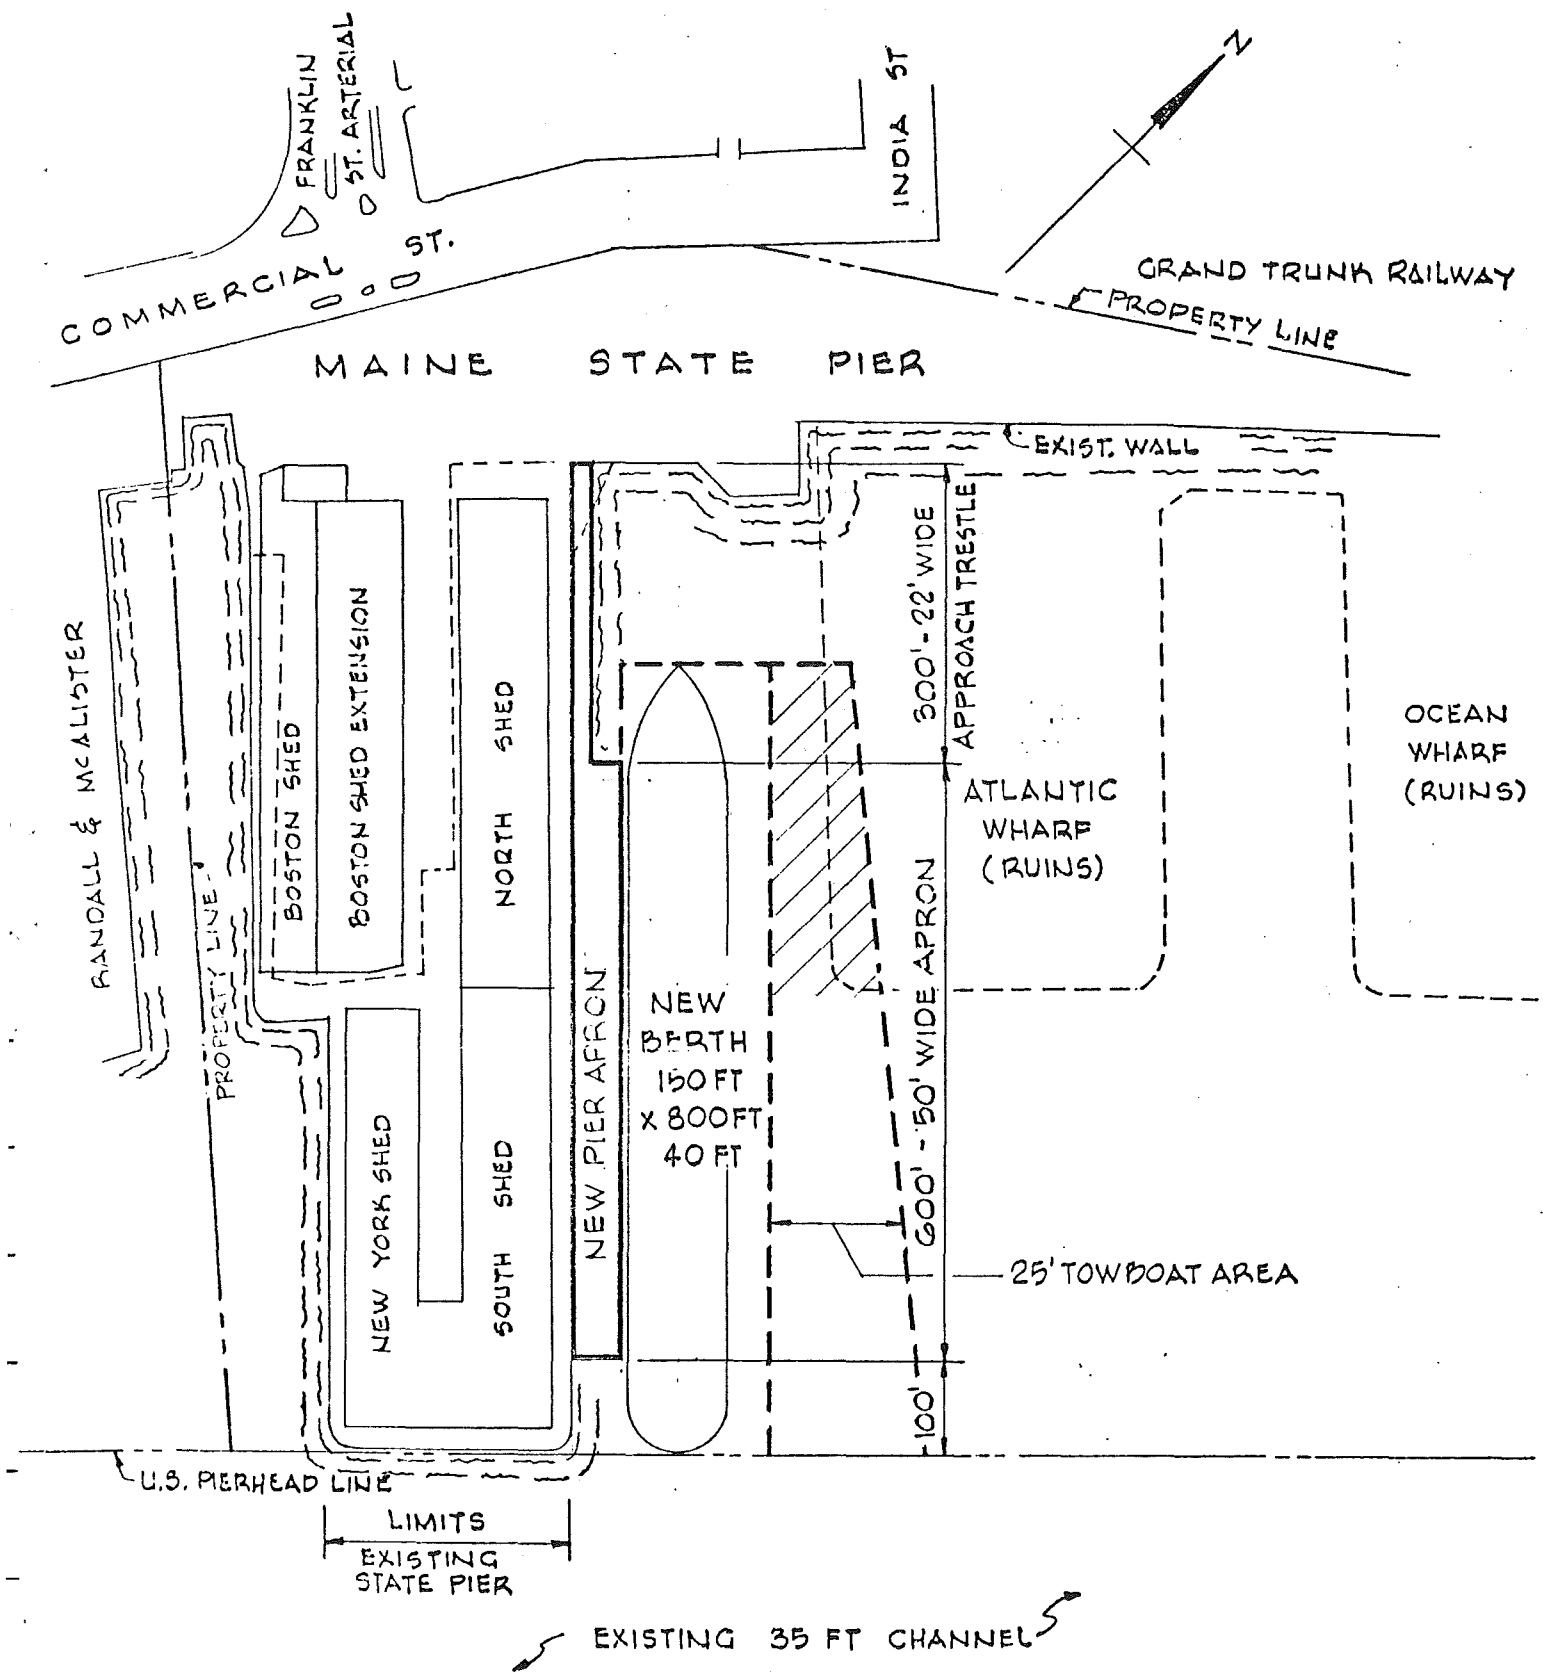 N
FRANKLIN
ST. ARTERIAL
INDIA ST
COMMERCIAL ST.
GRAND TRUNK RAILWAY
PROPERTY LINE
MAINE STATE PIER
EXIST. WALL
RANDALL & MCALISTER
PROPERTY LINE
BOSTON SHED
BOSTON SHED EXTENSION
NORTH SHED
300' - 22' WIDE
APPROACH TRESTLE
OCEAN
WHARF
(RUINS)
ATLANTIC
WHARF
(RUINS)
NEW PIER APRON
NEW
BERTH
150 FT
X 800 FT
40 FT
600' - 50' WIDE APRON
NEW YORK SHED
SOUTH SHED
25' TOWBOAT AREA
100'
U.S. PIERHEAD LINE
LIMITS
EXISTING
STATE PIER
EXISTING 35 FT CHANNEL